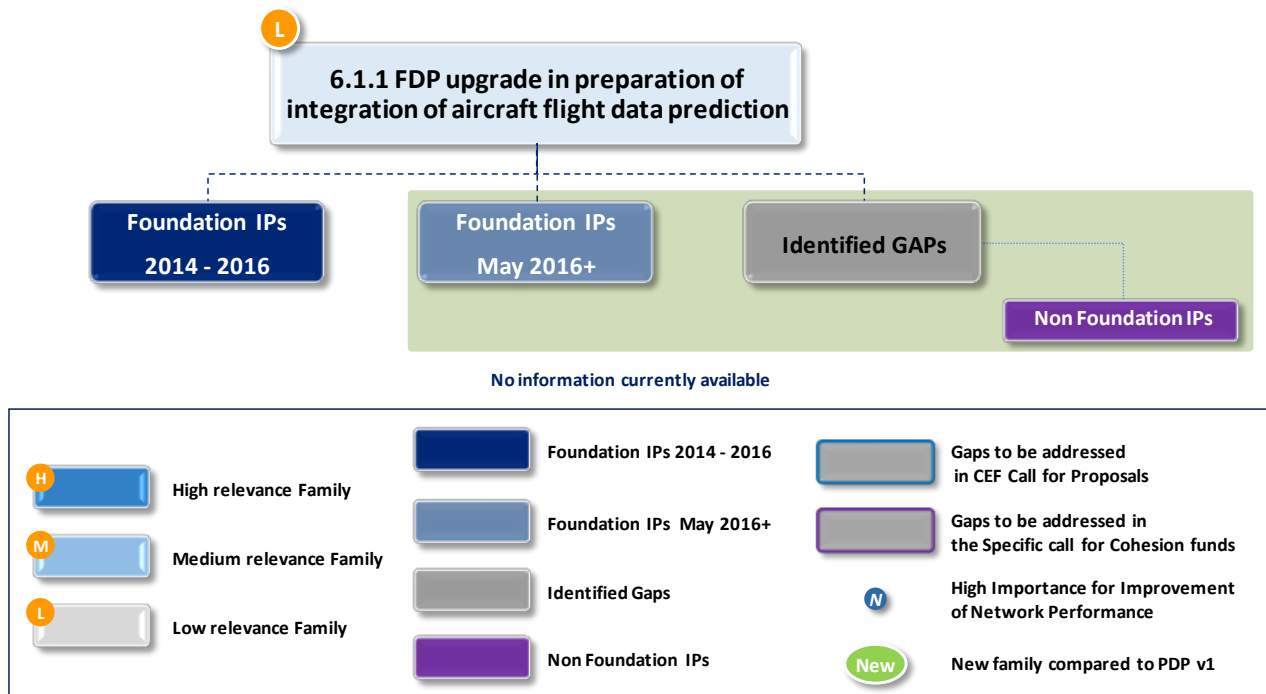 L
6.1.1 FDP upgrade in preparation of
integration of aircraft flight data prediction
Foundation IPs
2014 - 2016
Foundation IPs
May 2016+
Identified GAPs
Non Foundation IPs
No information currently available
H
High relevance Family
M
Medium relevance Family
L
Low relevance Family
Foundation IPs 2014 - 2016
Foundation IPs May 2016+
Identified Gaps
Non Foundation IPs
Gaps to be addressed
in CEF Call for Proposals
Gaps to be addressed in
the Specific call for Cohesion funds
N
High Importance for Improvement
of Network Performance
New
New family compared to PDP v1